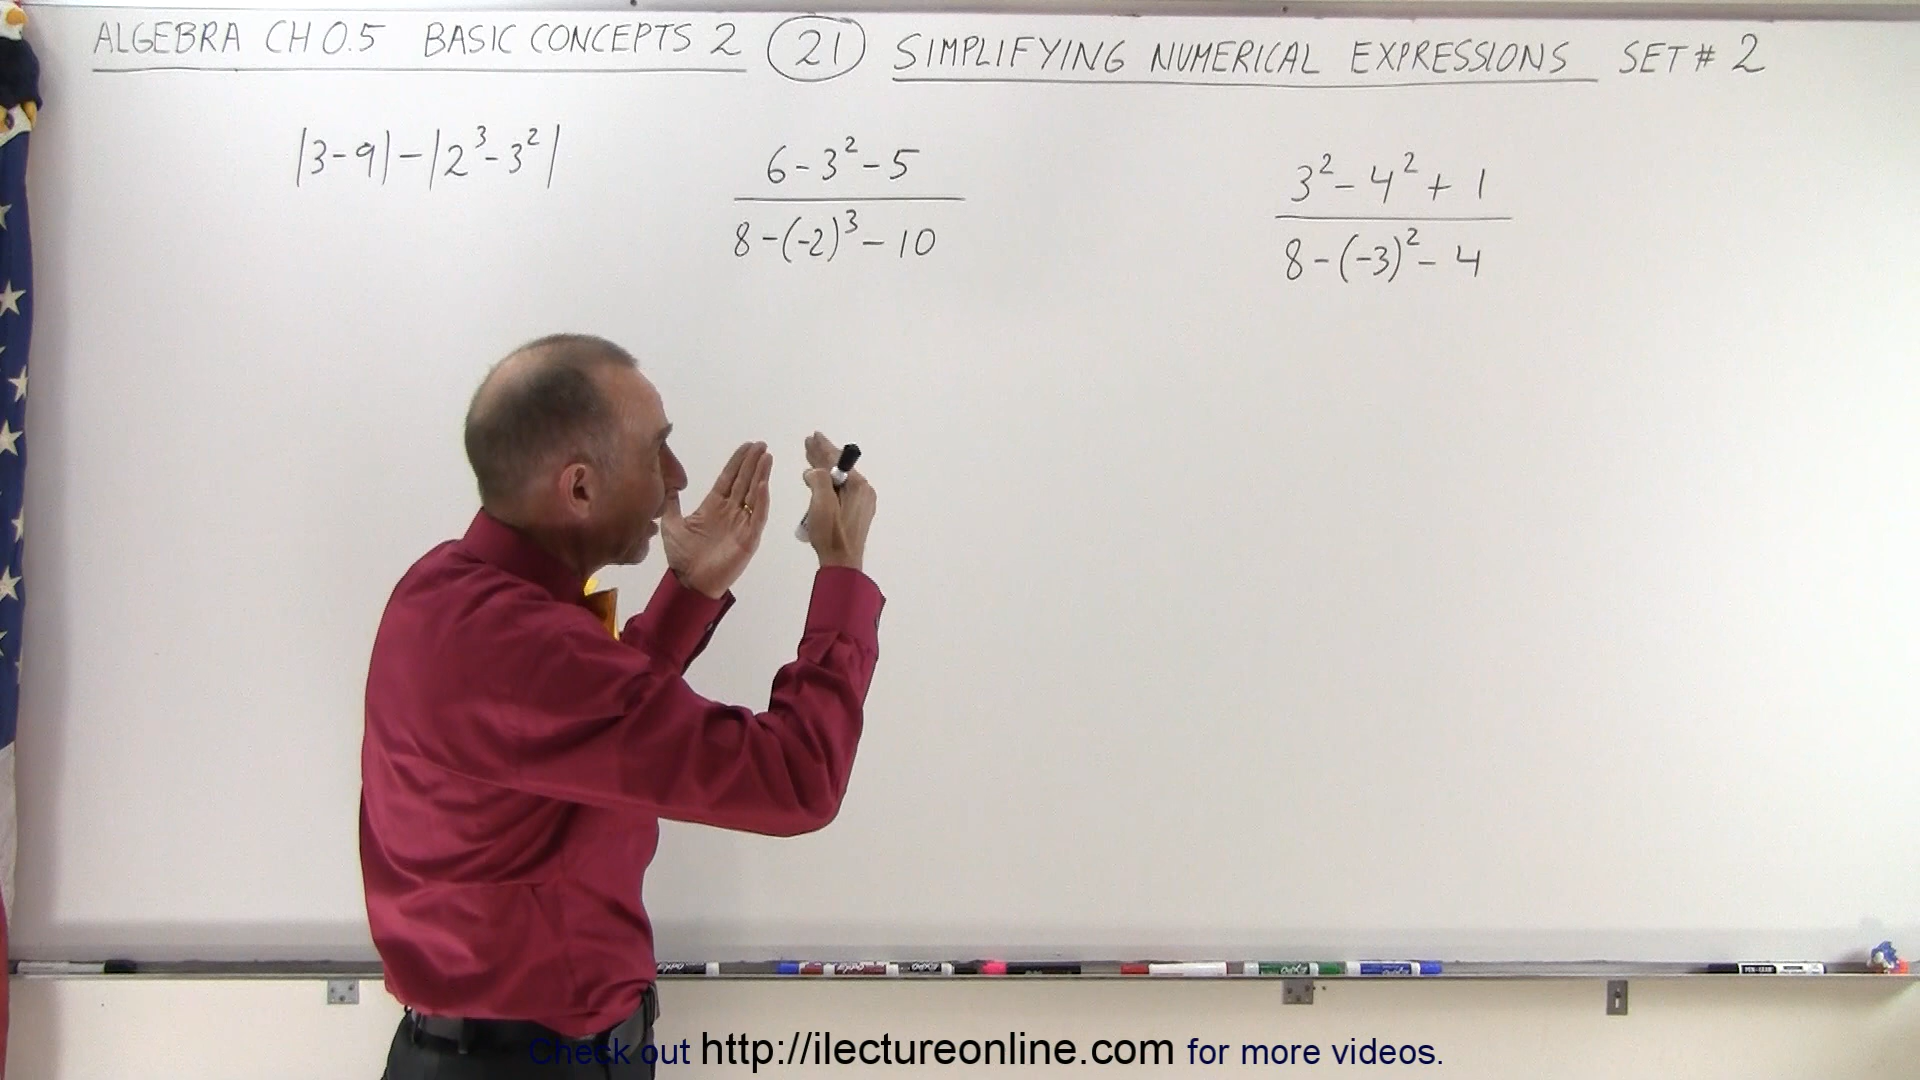 ALGEBRA CH 0.5 BASIC CONCEPTS 2 (21) SIMPLIFYING NUMERICAL EXPRESSIONS SET # 2
|3-9| - |2³-3²|
6-3²-5
8-(-2)³-10
3²-4²+1
8-(-3)²-4
Check out http://ilectureonline.com for more videos.